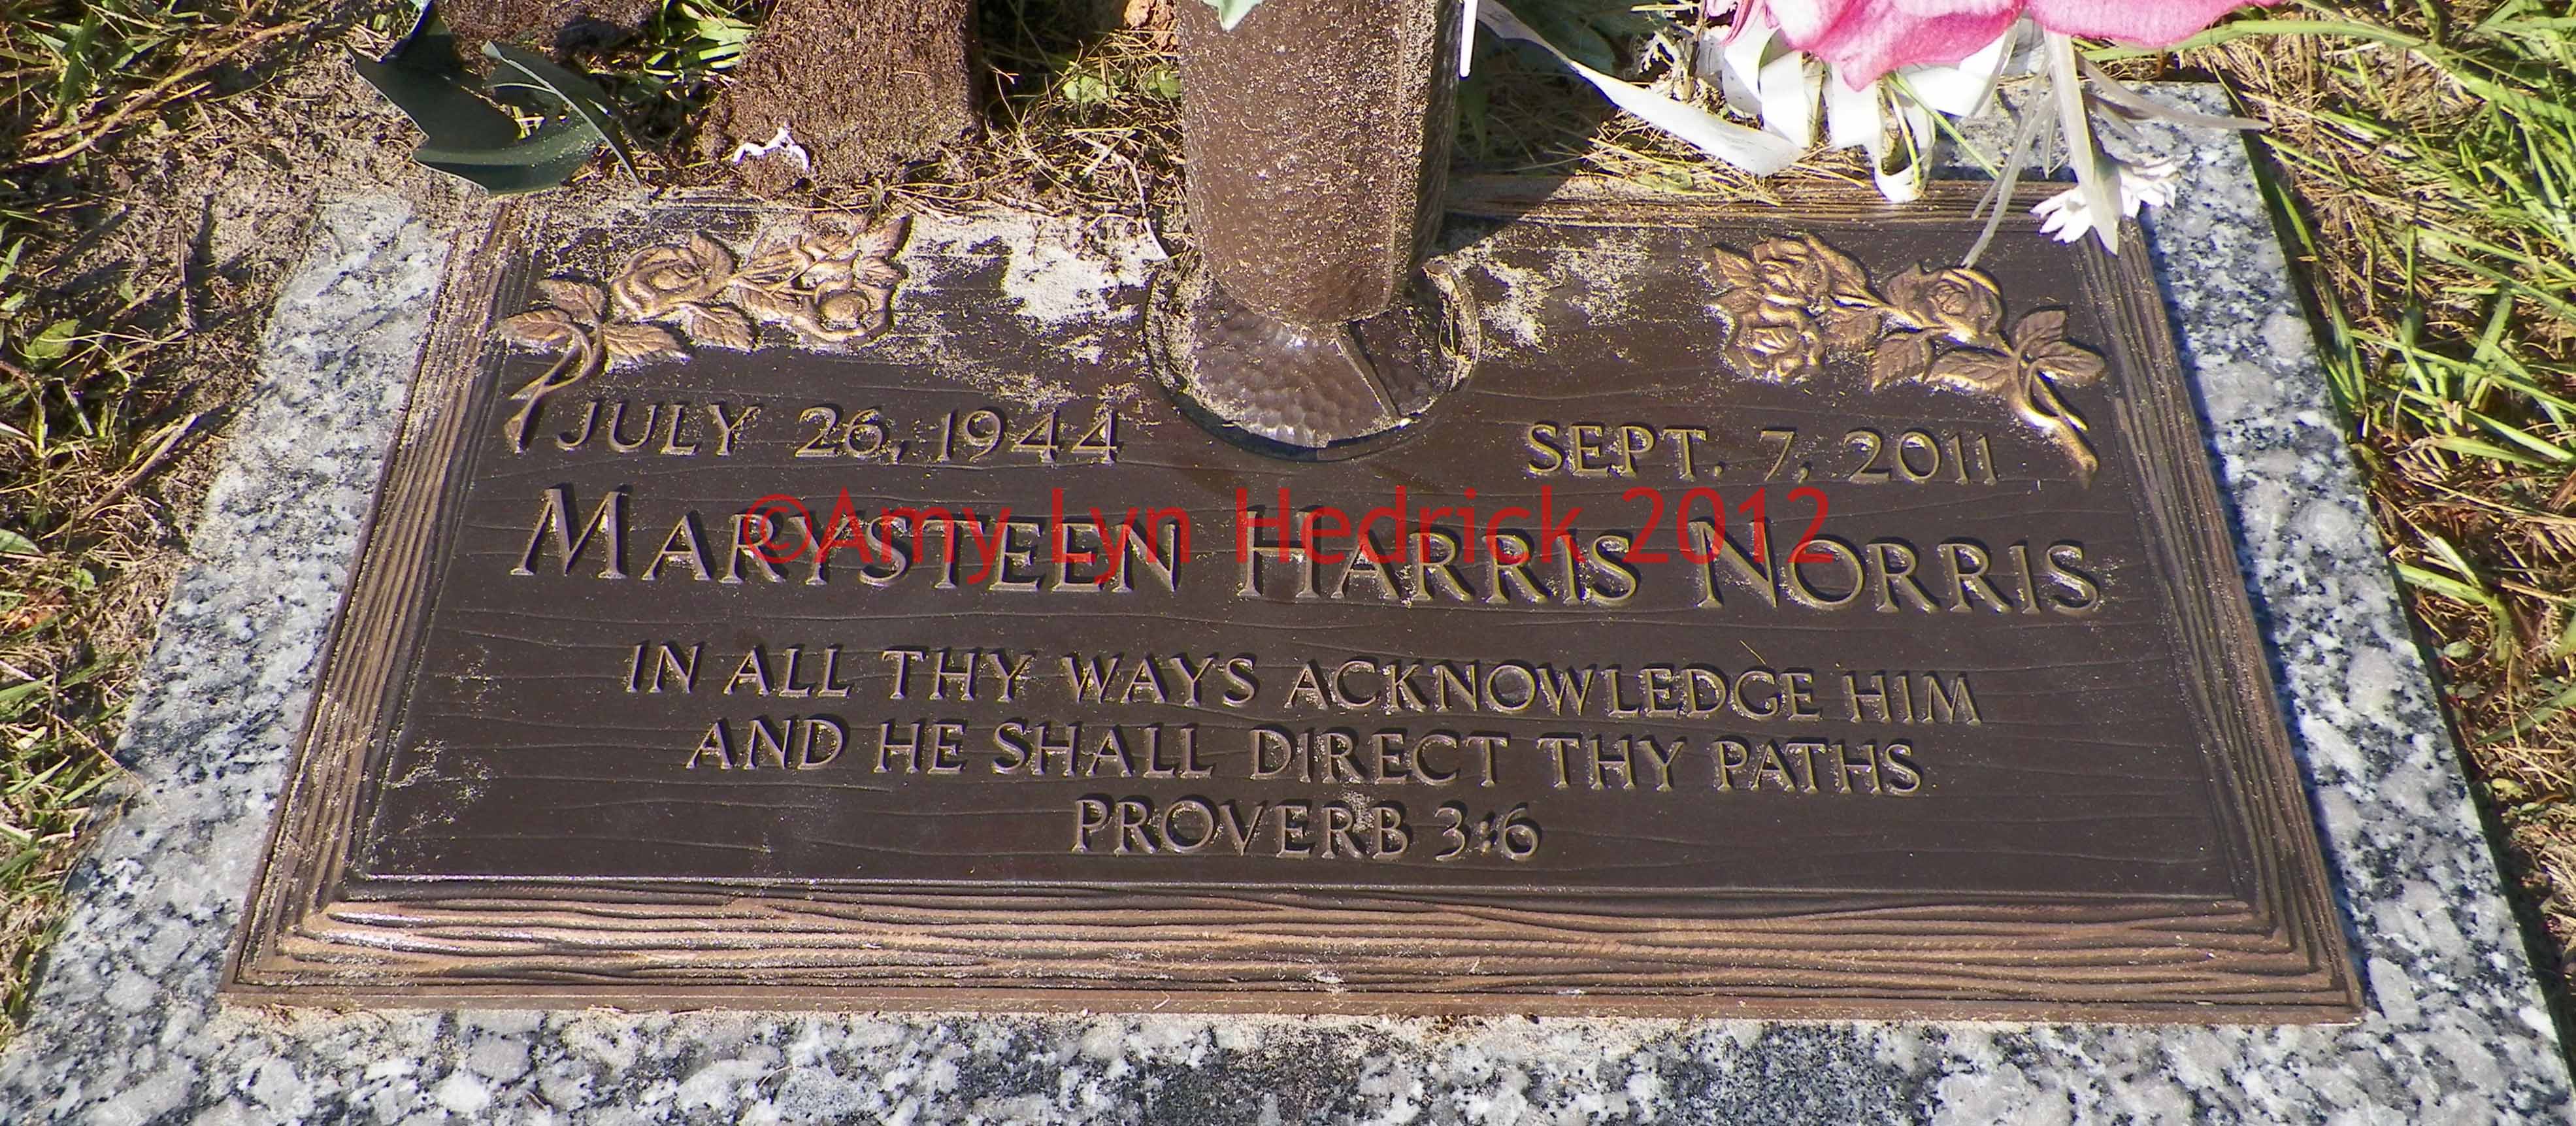 JULY 26, 1944 SEPT. 7, 2011
MARYSTEEN HARRIS NORRIS
©Amy Lyn Hedrick 2012
IN ALL THY WAYS ACKNOWLEDGE HIM
AND HE SHALL DIRECT THY PATHS
PROVERB 3:6